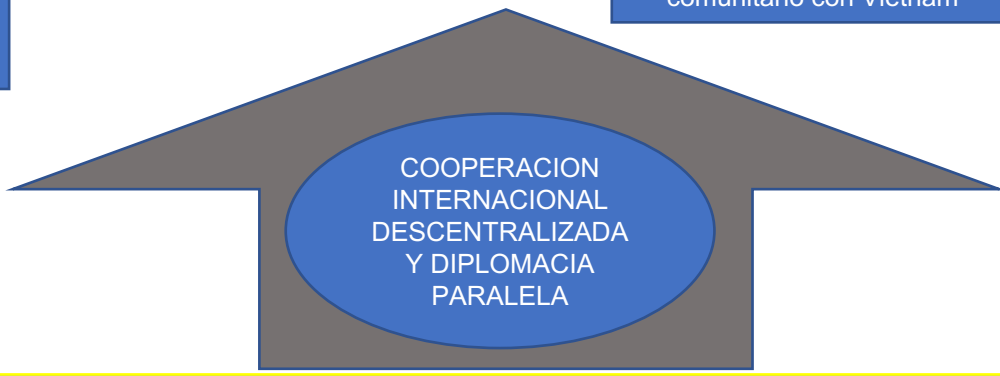 comunitario con Vietnam
COOPERACION
INTERNACIONAL
DESCENTRALIZADA
Y DIPLOMACIA
PARALELA